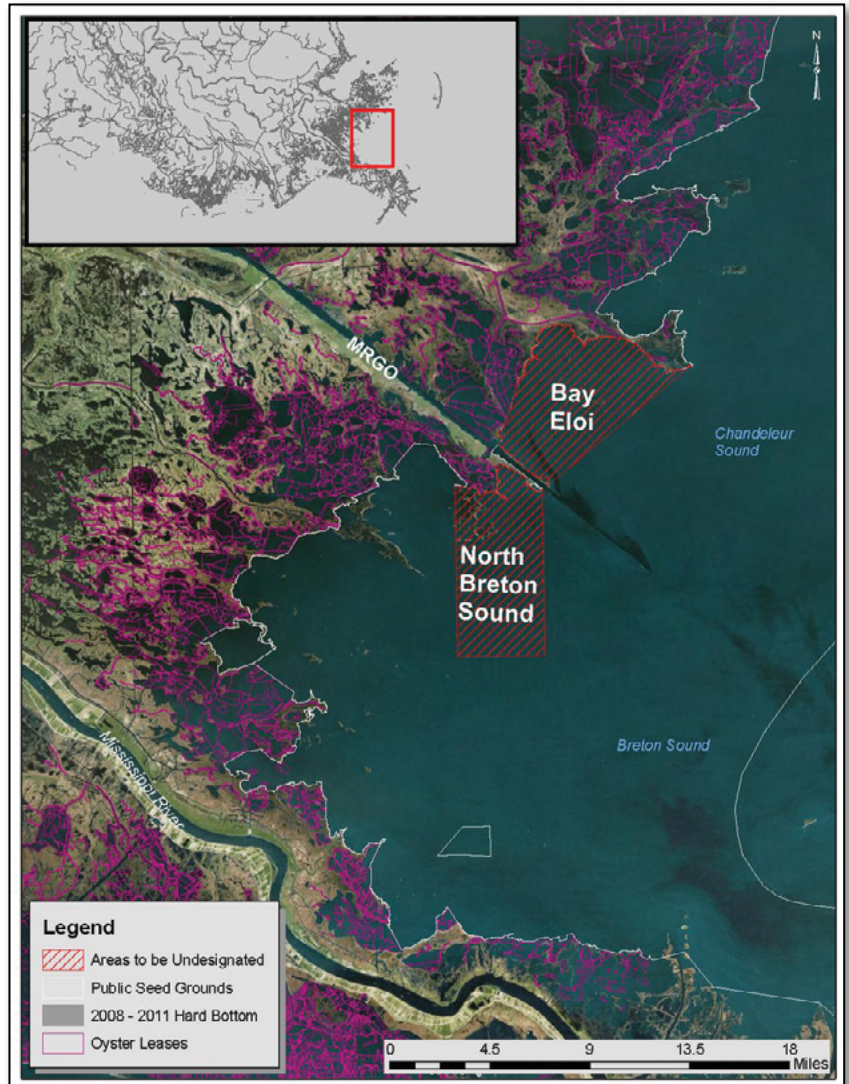 N
MRGO
Bay
Eloi
Chandeleur
Sound
North
Breton
Sound
Breton Sound
Mississippi River
Legend
Areas to be Undesignated
Public Seed Grounds
2008 - 2011 Hard Bottom
Oyster Leases
0 4.5 9 13.5 18
Miles